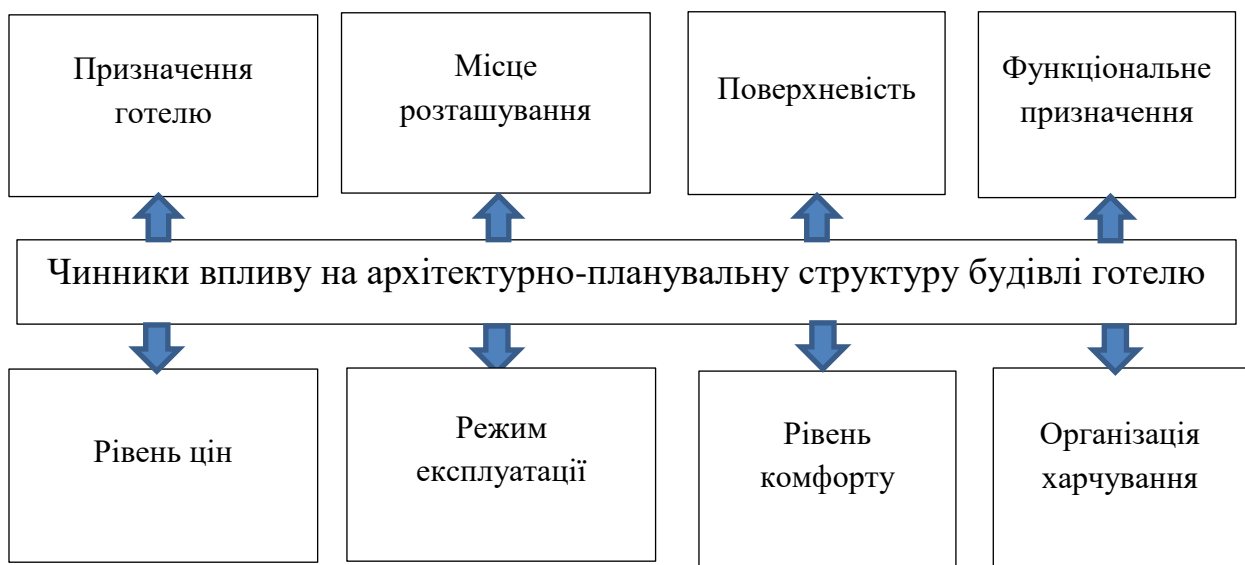 Призначення
готелю
Місце
розташування
Поверхневість
Функціональне
призначення
Чинники впливу на архітектурно-планувальну структуру будівлі готелю
Рівень цін
Режим
експлуатації
Рівень
комфорту
Організація
харчування